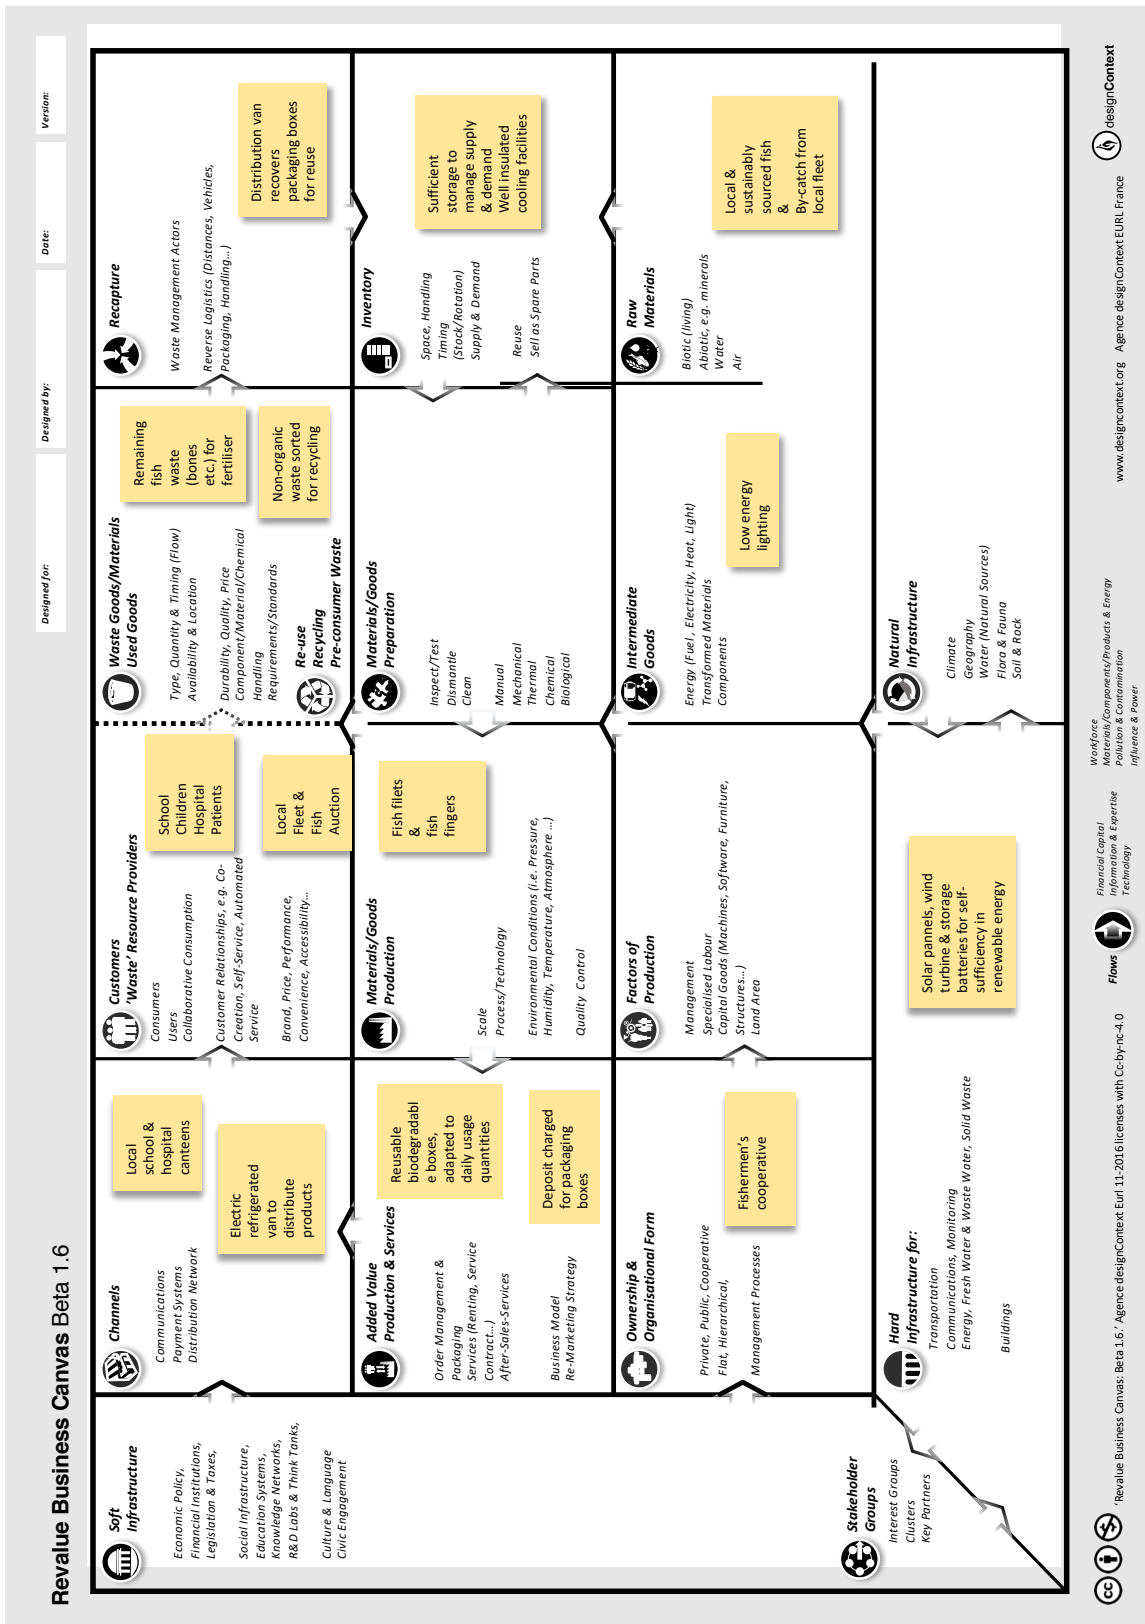 Revalue Business Canvas Beta 1.6
Designed for:
Designed by:
Date:
Version:
Soft
Infrastructure
Economic Policy,
Financial Institutions,
Legislation & Taxes,
Social Infrastructure,
Education Systems,
Knowledge Networks,
R&D Labs & Think Tanks,
Culture & Language
Civic Engagement
Channels
Communications
Payment Systems
Distribution Network
Local
school &
hospital
canteens
Electric
refrigerated
van to
distribute
products
Customers
'Waste' Resource Providers
Consumers
Users
Collaborative Consumption
Customer Relationships, e.g. Co-
Creation, Self-Service, Automated
Service
Brand, Price, Performance,
Convenience, Accessibility...
School
Children
Hospital
Patients
Local
Fleet &
Fish
Auction
Waste Goods/Materials
Used Goods
Type, Quantity & Timing (Flow)
Availability & Location
Durability, Quality, Price
Component/Material/Chemical
Handling
Requirements/Standards
Re-use
Recycling
Pre-consumer Waste
Remaining
fish
waste
(bones
etc.) for
fertiliser
Non-organic
waste sorted
for recycling
Recapture
Waste Management Actors
Reverse Logistics (Distances, Vehicles,
Packaging, Handling...)
Distribution van
recovers
packaging boxes
for reuse
Added Value
Production & Services
Order Management &
Packaging
Services (Renting, Service
Contract...)
After-Sales-Services
Business Model
Re-Marketing Strategy
Reusable
biodegradabl
e boxes,
adapted to
daily usage
quantities
Deposit charged
for packaging
boxes
Materials/Goods
Production
Scale
Process/Technology
Environmental Conditions (i.e. Pressure,
Humidity, Temperature, Atmosphere ...)
Quality Control
Fish filets
&
fish
fingers
Materials/Goods
Preparation
Inspect/Test
Dismantle
Clean
Manual
Mechanical
Thermal
Chemical
Biological
Inventory
Space, Handling
Timing
(Stock/Rotation)
Supply & Demand
Reuse
Sell as Spare Parts
Sufficient
storage to
manage supply
& demand
Well insulated
cooling facilities
Ownership &
Organisational Form
Private, Public, Cooperative
Flat, Hierarchical,
Management Processes
Fishermen's
cooperative
Factors of
Production
Management
Specialised Labour
Capital Goods (Machines, Software, Furniture,
Structures...)
Land Area
Intermediate
Goods
Energy (Fuel , Electricity, Heat, Light)
Transformed Materials
Components
Low energy
lighting
Raw
Materials
Biotic (living)
Abiotic, e.g. minerals
Water
Air
Local &
sustainably
sourced fish
&
By-catch from
local fleet
Stakeholder
Groups
Interest Groups
Clusters
Key Partners
Hard
Infrastructure for:
Transportation
Communications, Monitoring
Energy, Fresh Water & Waste Water, Solid Waste
Buildings
Solar pannels, wind
turbine & storage
batteries for self-
sufficiency in
renewable energy
Natural
Infrastructure
Climate
Geography
Water (Natural Sources)
Flora & Fauna
Soil & Rock
cc
'Revalue Business Canvas: Beta 1.6.' Agence designContext Eurl 11-2016 licenses with Cc-by-nc-4.0
Flows
Financial Capital
Information & Expertise
Technology
Workforce
Materials/Components/Products & Energy
Pollution & Contamination
Influence & Power
www.designcontext.org Agence designContext EURL France
designContext